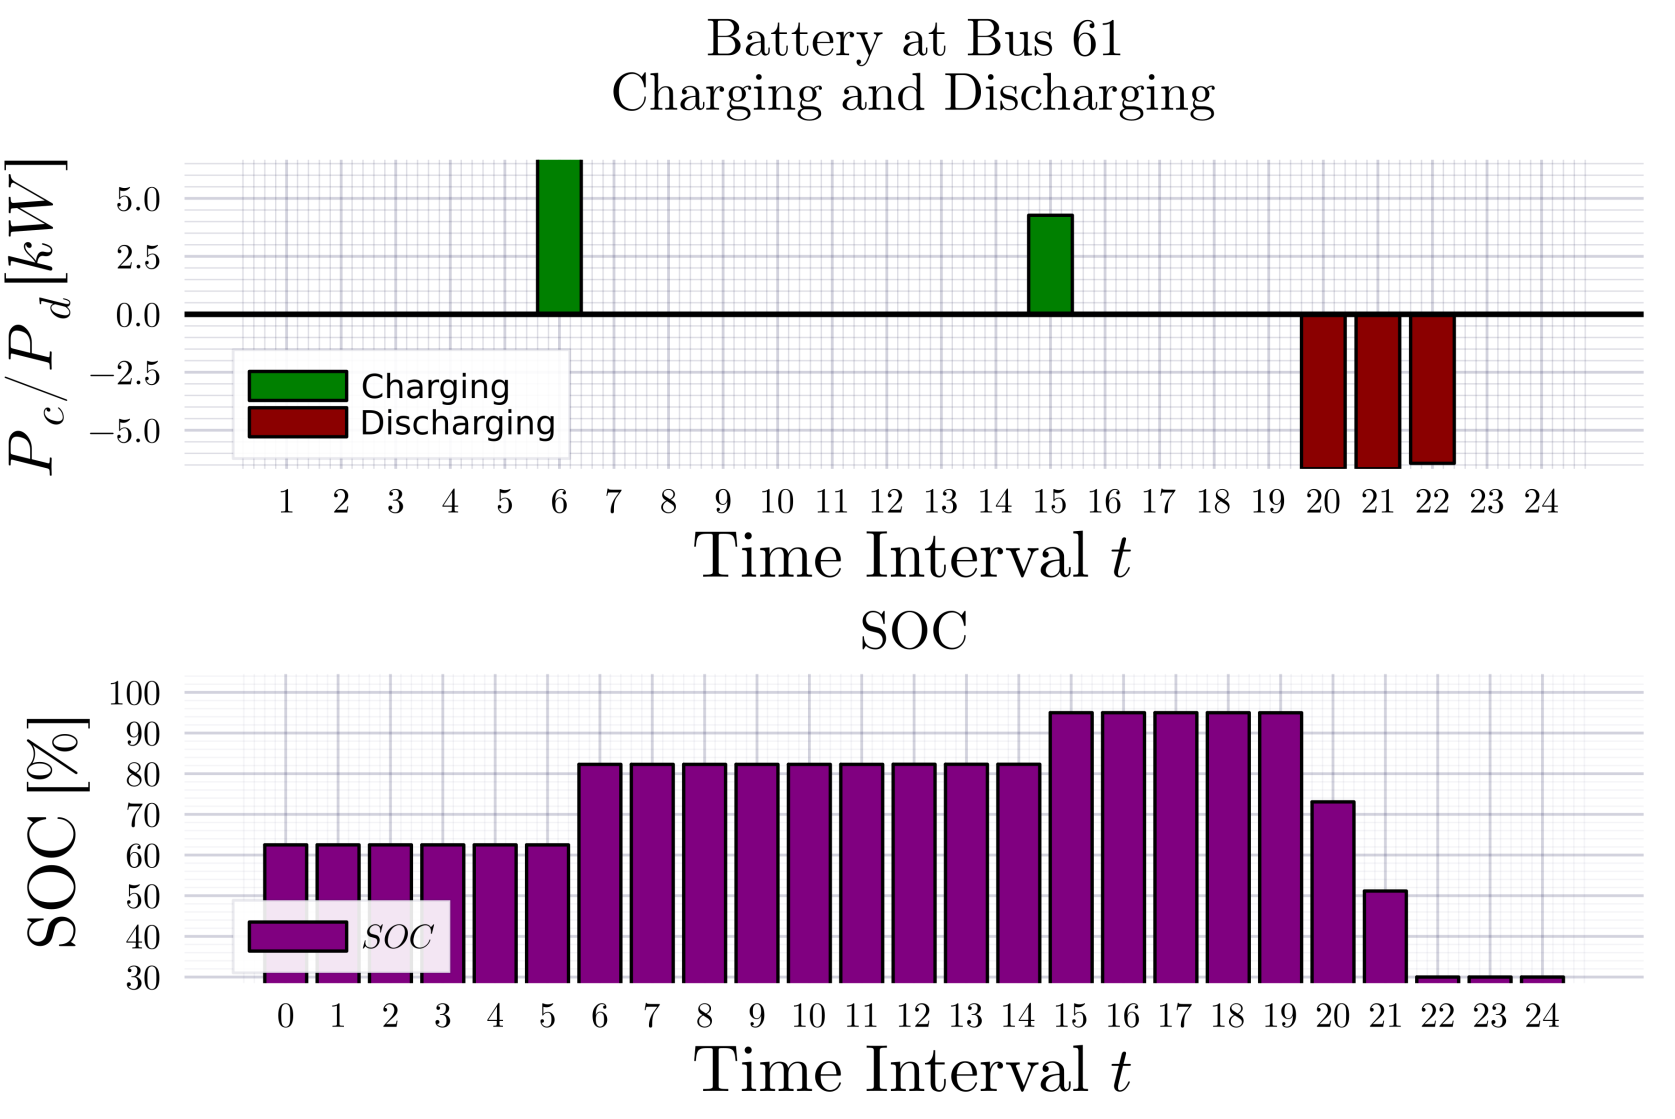 Battery at Bus 61
Charging and Discharging
P_c/P_d [kW]
5.0
2.5
0.0
−2.5
−5.0
Charging
Discharging
1 2 3 4 5 6 7 8 9 10 11 12 13 14 15 16 17 18 19 20 21 22 23 24
Time Interval t
SOC
SOC [%]
100
90
80
70
60
50
40
30
SOC
0 1 2 3 4 5 6 7 8 9 10 11 12 13 14 15 16 17 18 19 20 21 22 23 24
Time Interval t